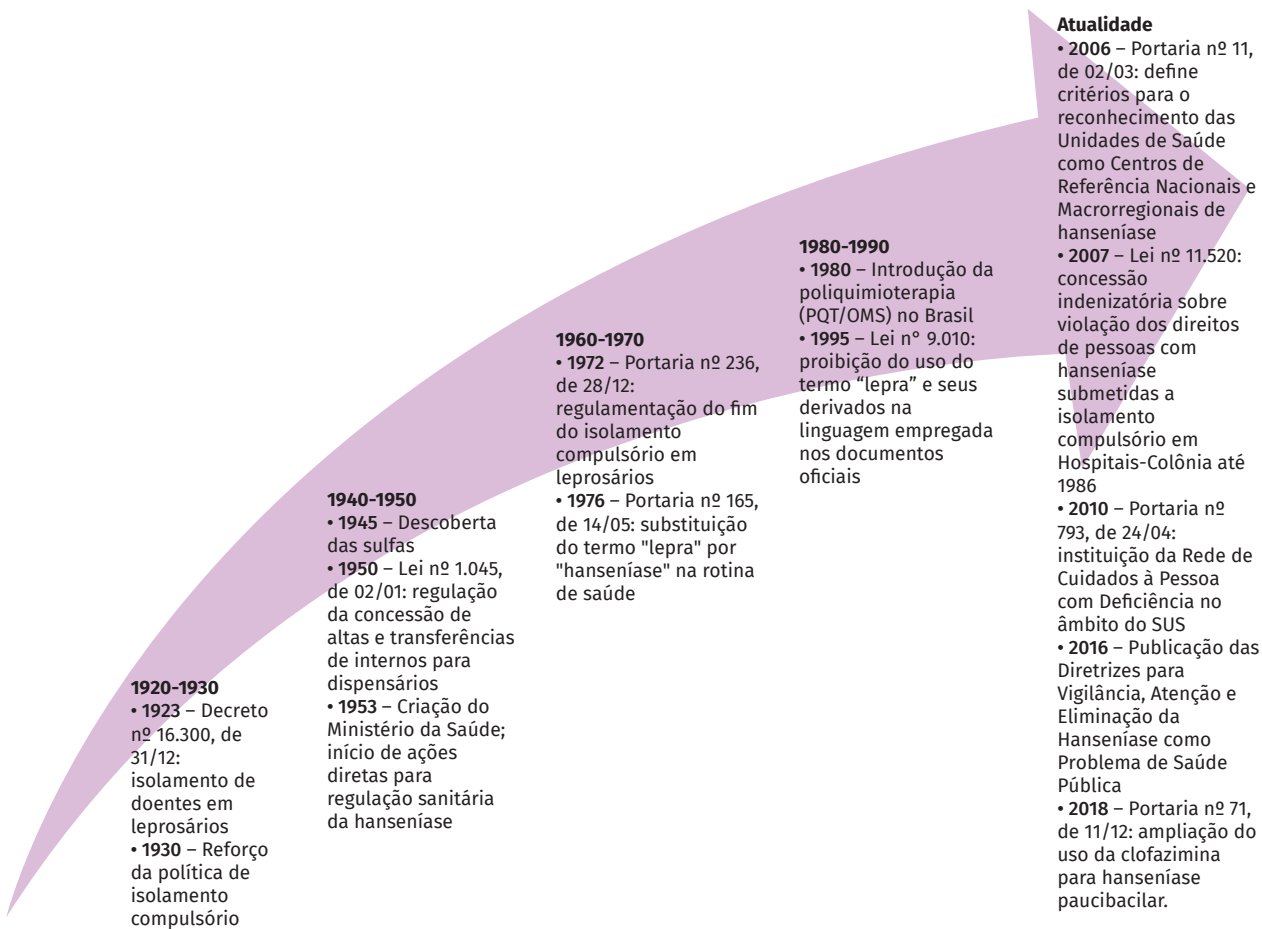 1920-1930
• 1923 – Decreto
nº 16.300, de
31/12:
isolamento de
doentes em
leprosários
• 1930 – Reforço
da política de
isolamento
compulsório
1940-1950
• 1945 – Descoberta
das sulfas
• 1950 – Lei nº 1.045,
de 02/01: regulação
da concessão de
altas e transferências
de internos para
dispensários
• 1953 – Criação do
Ministério da Saúde;
início de ações
diretas para
regulação sanitária
da hanseníase
1960-1970
• 1972 – Portaria nº 236,
de 28/12:
regulamentação do fim
do isolamento
compulsório em
leprosários
• 1976 – Portaria nº 165,
de 14/05: substituição
do termo "lepra" por
"hanseníase" na rotina
de saúde
1980-1990
• 1980 – Introdução da
poliquimioterapia
(PQT/OMS) no Brasil
• 1995 – Lei n° 9.010:
proibição do uso do
termo “lepra” e seus
derivados na
linguagem empregada
nos documentos
oficiais
Atualidade
• 2006 – Portaria nº 11,
de 02/03: define
critérios para o
reconhecimento das
Unidades de Saúde
como Centros de
Referência Nacionais e
Macrorregionais de
hanseníase
• 2007 – Lei nº 11.520:
concessão
indenizatória sobre
violação dos direitos
de pessoas com
hanseníase
submetidas a
isolamento
compulsório em
Hospitais-Colônia até
1986
• 2010 – Portaria nº
793, de 24/04:
instituição da Rede de
Cuidados à Pessoa
com Deficiência no
âmbito do SUS
• 2016 – Publicação das
Diretrizes para
Vigilância, Atenção e
Eliminação da
Hanseníase como
Problema de Saúde
Pública
• 2018 – Portaria nº 71,
de 11/12: ampliação do
uso da clofazimina
para hanseníase
paucibacilar.